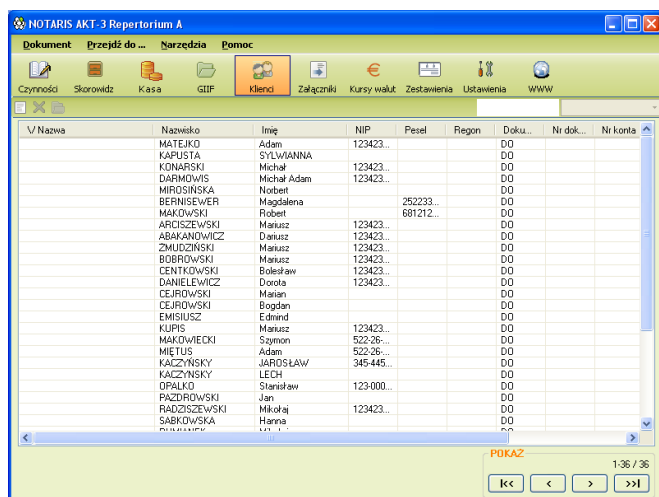 NOTARIS AKT-3 Repertorium A
Dokument Przejdź do ... Narzędzia Pomoc
Czynności Skorowidz Kasa GIIF Klienci Załączniki Kursy walut Zestawienia Ustawienia WWW
\/ Nazwa Nazwisko Imię NIP Pesel Regon Doku... Nr dok... Nr konta
MATEJKO Adam 123423... DO
KAPUSTA SYLWIANNA DO
KONARSKI Michał 123423... DO
DARMOWIS Michał Adam 123423... DO
MIROSIŃSKA Norbert DO
BERNISEWER Magdalena 252233... DO
MAKOWSKI Robert 681212... DO
ARCISZEWSKI Mariusz 123423... DO
ABAKANOWICZ Dariusz 123423... DO
ZMUDZIŃSKI Mariusz 123423... DO
BOBROWSKI Mariusz 123423... DO
CENTKOWSKI Bolesław 123423... DO
DANIELEWICZ Dorota 123423... DO
CEJROWSKI Marian DO
CEJROWSKI Bogdan DO
EMISIUSZ Edmind DO
KUPIS Mariusz 123423... DO
MAKOWIECKI Szymon 522-26-... DO
MIĘTUS Adam 522-26-... DO
KACZYŃSKY JAROSŁAW 345-445... DO
KACZYNSKY LECH DO
OPALKO Stanisław 123-000... DO
PAZDROWSKI Jan DO
RADZISZEWSKI Mikołaj 123423... DO
SABKOWSKA Hanna DO
POKAŻ
1-36 / 36
|<< < > >>|